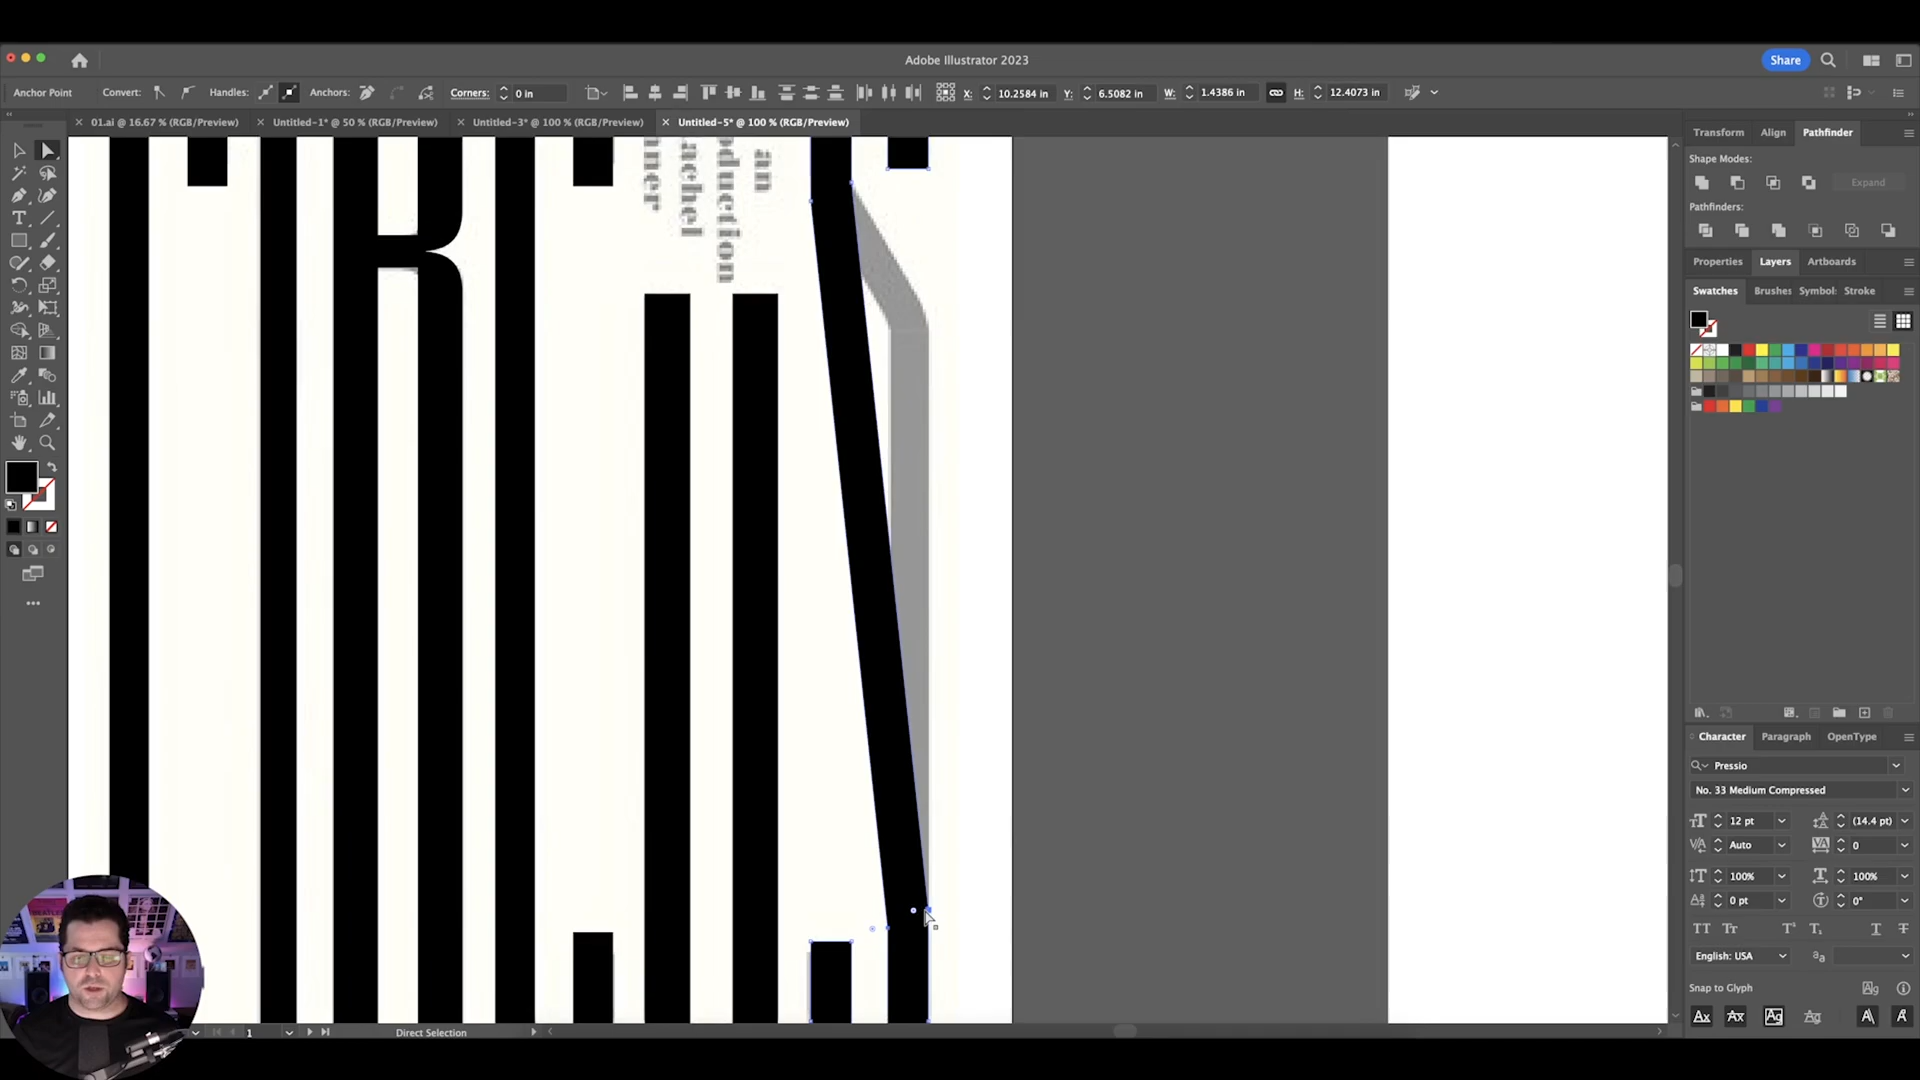 Adobe Illustrator 2023
Share
Anchor Point
Convert:
Handles:
Anchors:
Corners:
0 in
X:
10.2584 in
Y:
6.5082 in
W:
1.4386 in
H:
12.4073 in
01.ai @ 16.67 % (RGB/Preview)
Untitled-1* @ 50 % (RGB/Preview)
Untitled-3* @ 100 % (RGB/Preview)
Untitled-5* @ 100 % (RGB/Preview)
Transform
Align
Pathfinder
Shape Modes:
Expand
Pathfinders:
Properties
Layers
Artboards
Swatches
Brushes
Symbol:
Stroke
Character
Paragraph
OpenType
Pressio
No. 33 Medium Compressed
12 pt
(14.4 pt)
Auto
0
100%
100%
0 pt
0°
English: USA
Snap to Glyph
1
Direct Selection